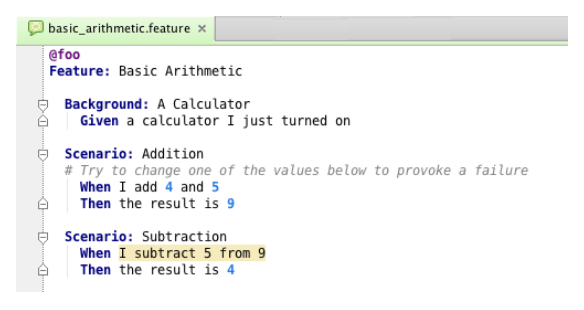 basic_arithmetic.feature ×
@foo
Feature: Basic Arithmetic
Background: A Calculator
Given a calculator I just turned on
Scenario: Addition
# Try to change one of the values below to provoke a failure
When I add 4 and 5
Then the result is 9
Scenario: Subtraction
When I subtract 5 from 9
Then the result is 4